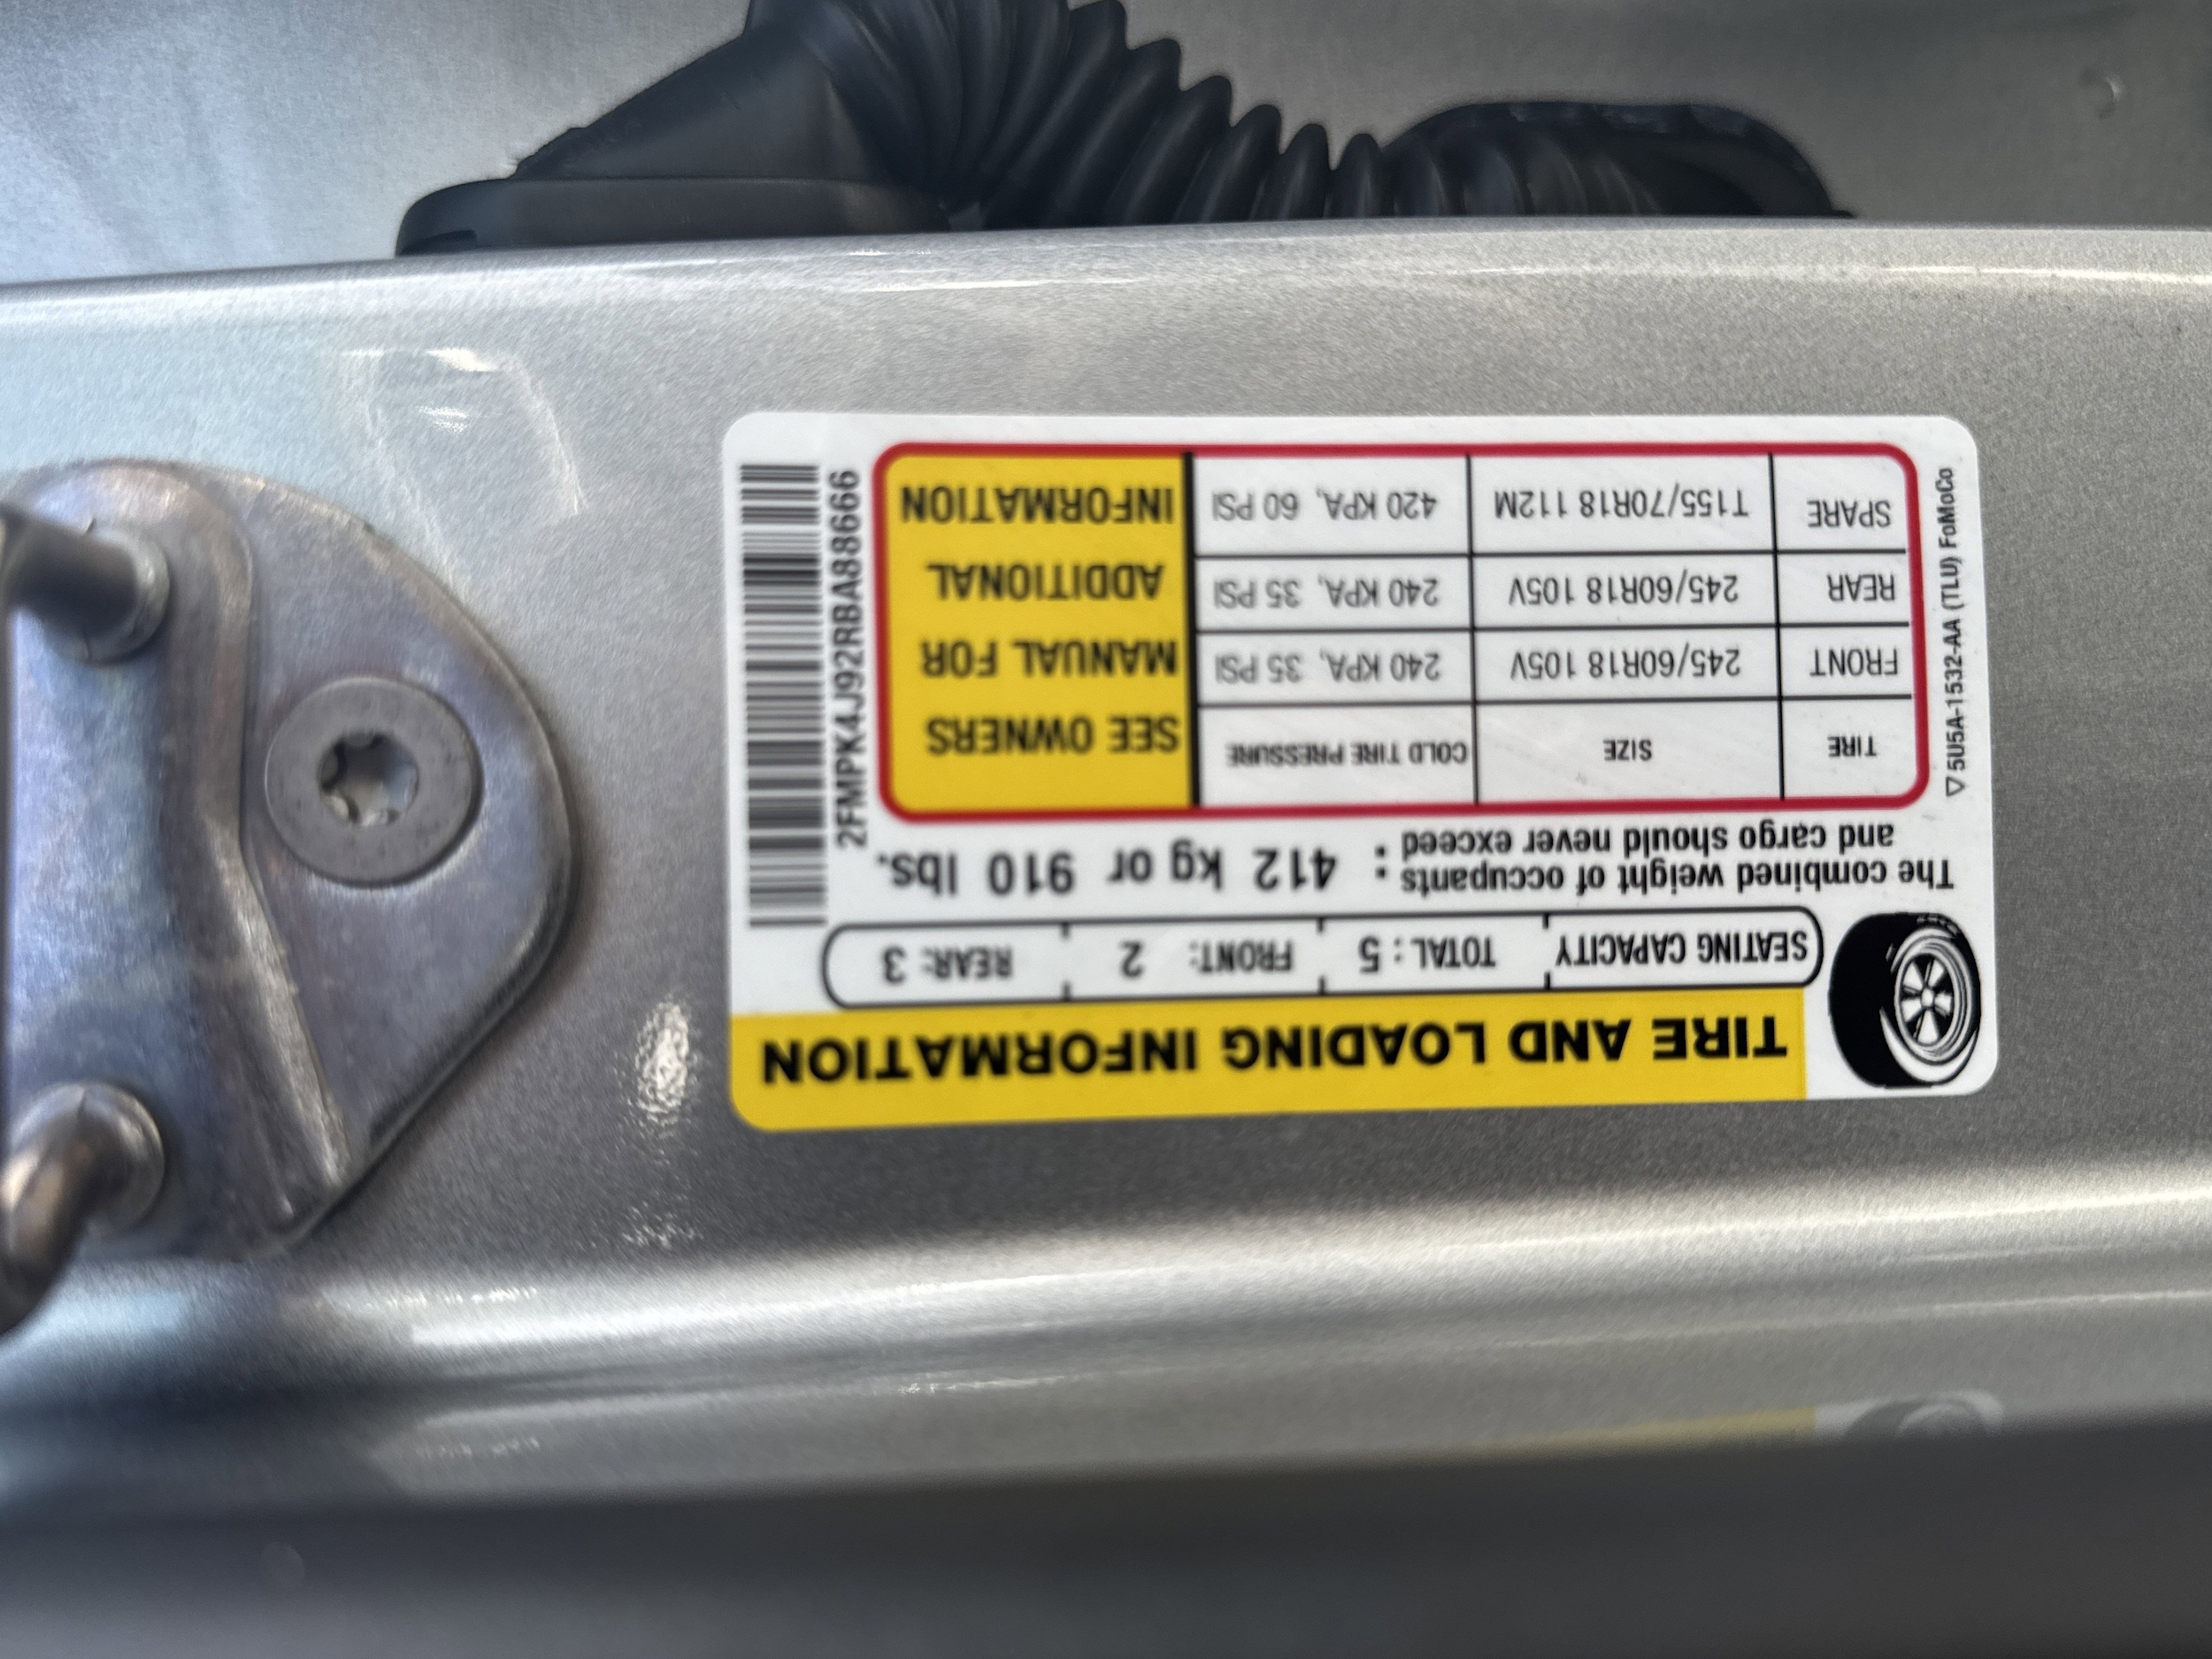 TIRE AND LOADING INFORMATION
SEATING CAPACITY TOTAL : 5 FRONT: 2 REAR: 3
The combined weight of occupants
and cargo should never exceed : 412 kg or 910 lbs.
TIRE SIZE COLD TIRE PRESSURE
FRONT 245/60R18 105V 240 KPA, 35 PSI
REAR 245/60R18 105V 240 KPA, 35 PSI
SPARE T155/70R18 112M 420 KPA, 60 PSI
SEE OWNERS
MANUAL FOR
ADDITIONAL
INFORMATION
▽5U5A-1532-AA (TLU) FoMoCo
2FMPK4J92RBA88666